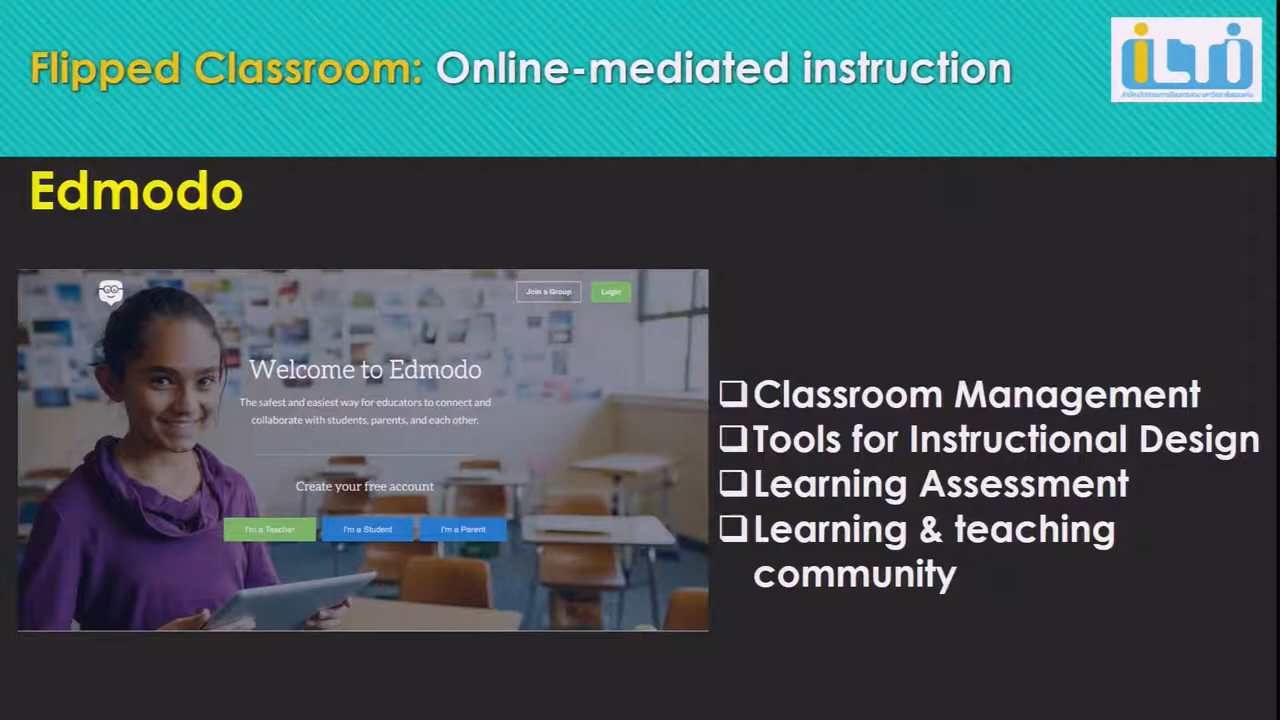 Flipped Classroom: Online-mediated instruction
Edmodo
Join a Group
Login
Welcome to Edmodo
The safest and easiest way for educators to connect and
collaborate with students, parents, and each other.
Create your free account
I'm a Teacher
I'm a Student
I'm a Parent
Classroom Management
Tools for Instructional Design
Learning Assessment
Learning & teaching
community